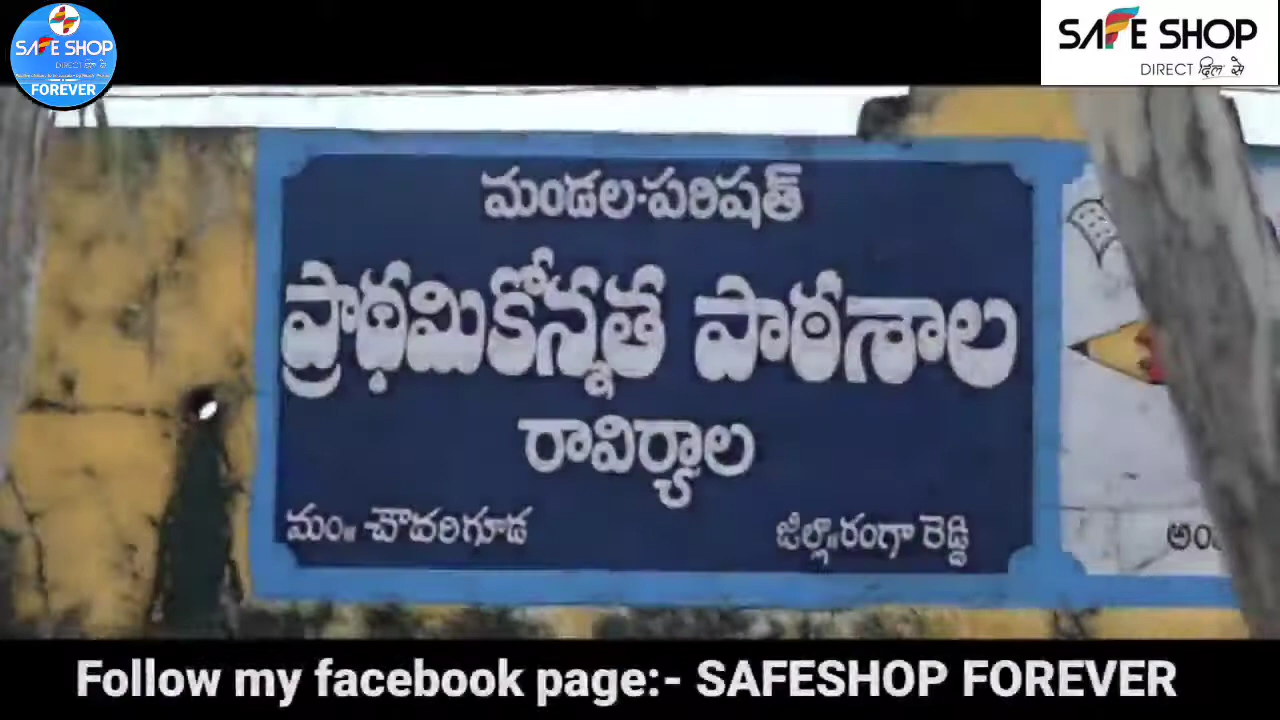 SAFE SHOP
DIRECT दिल से
FOREVER
SAFE SHOP
DIRECT दिल से
మండల పరిషత్
ప్రాథమికోన్నత పాఠశాల
రావిర్యాల
మం॥ చౌదరిగూడ
జిల్లా॥రంగా రెడ్డి
Follow my facebook page:- SAFESHOP FOREVER